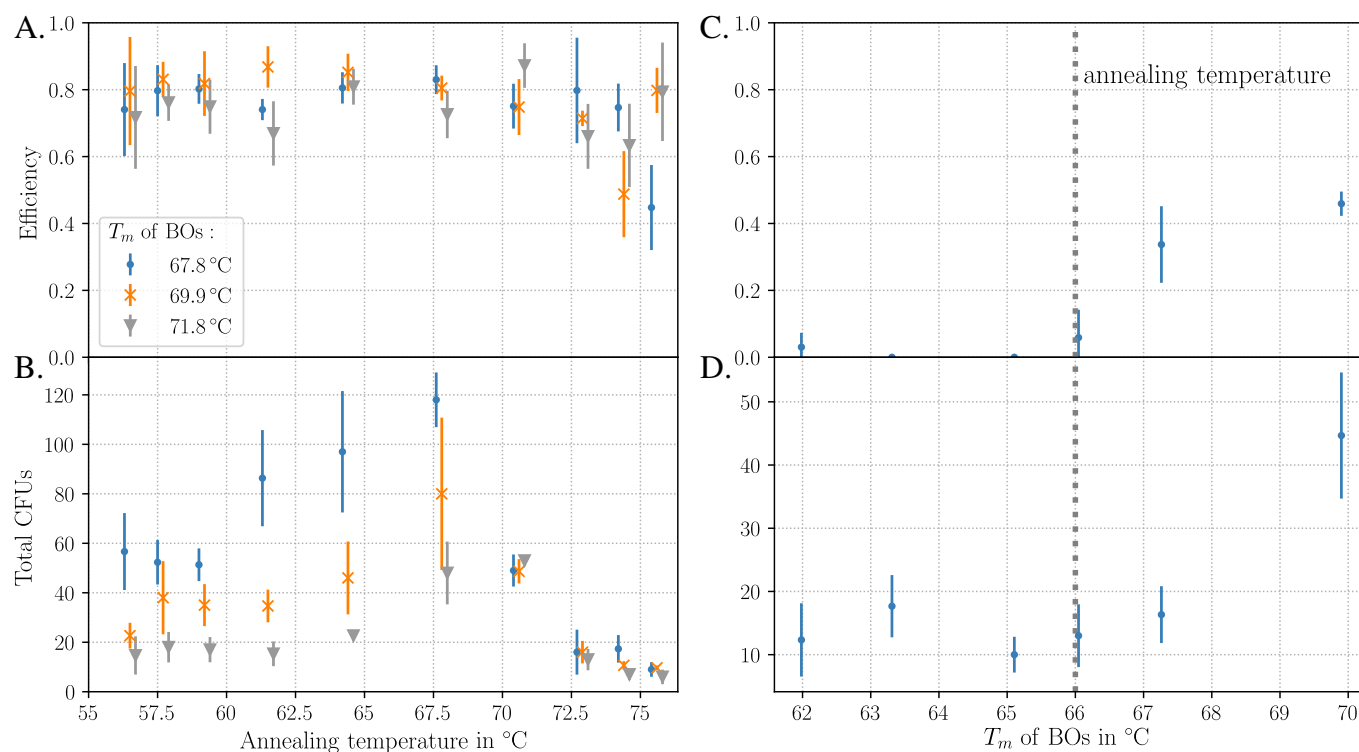 A.
1.0
0.8
0.6
0.4
0.2
0.0
Efficiency
T_m of BOs :
67.8 °C
69.9 °C
71.8 °C
B.
120
100
80
60
40
20
0
Total CFUs
55 57.5 60 62.5 65 67.5 70 72.5 75
Annealing temperature in °C
C.
1.0
0.8
0.6
0.4
0.2
0.0
annealing temperature
D.
50
40
30
20
10
62 63 64 65 66 67 68 69 70
T_m of BOs in °C